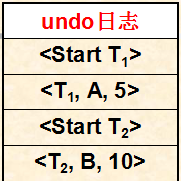 undo日志
<Start T₁>
<T₁, A, 5>
<Start T₂>
<T₂, B, 10>